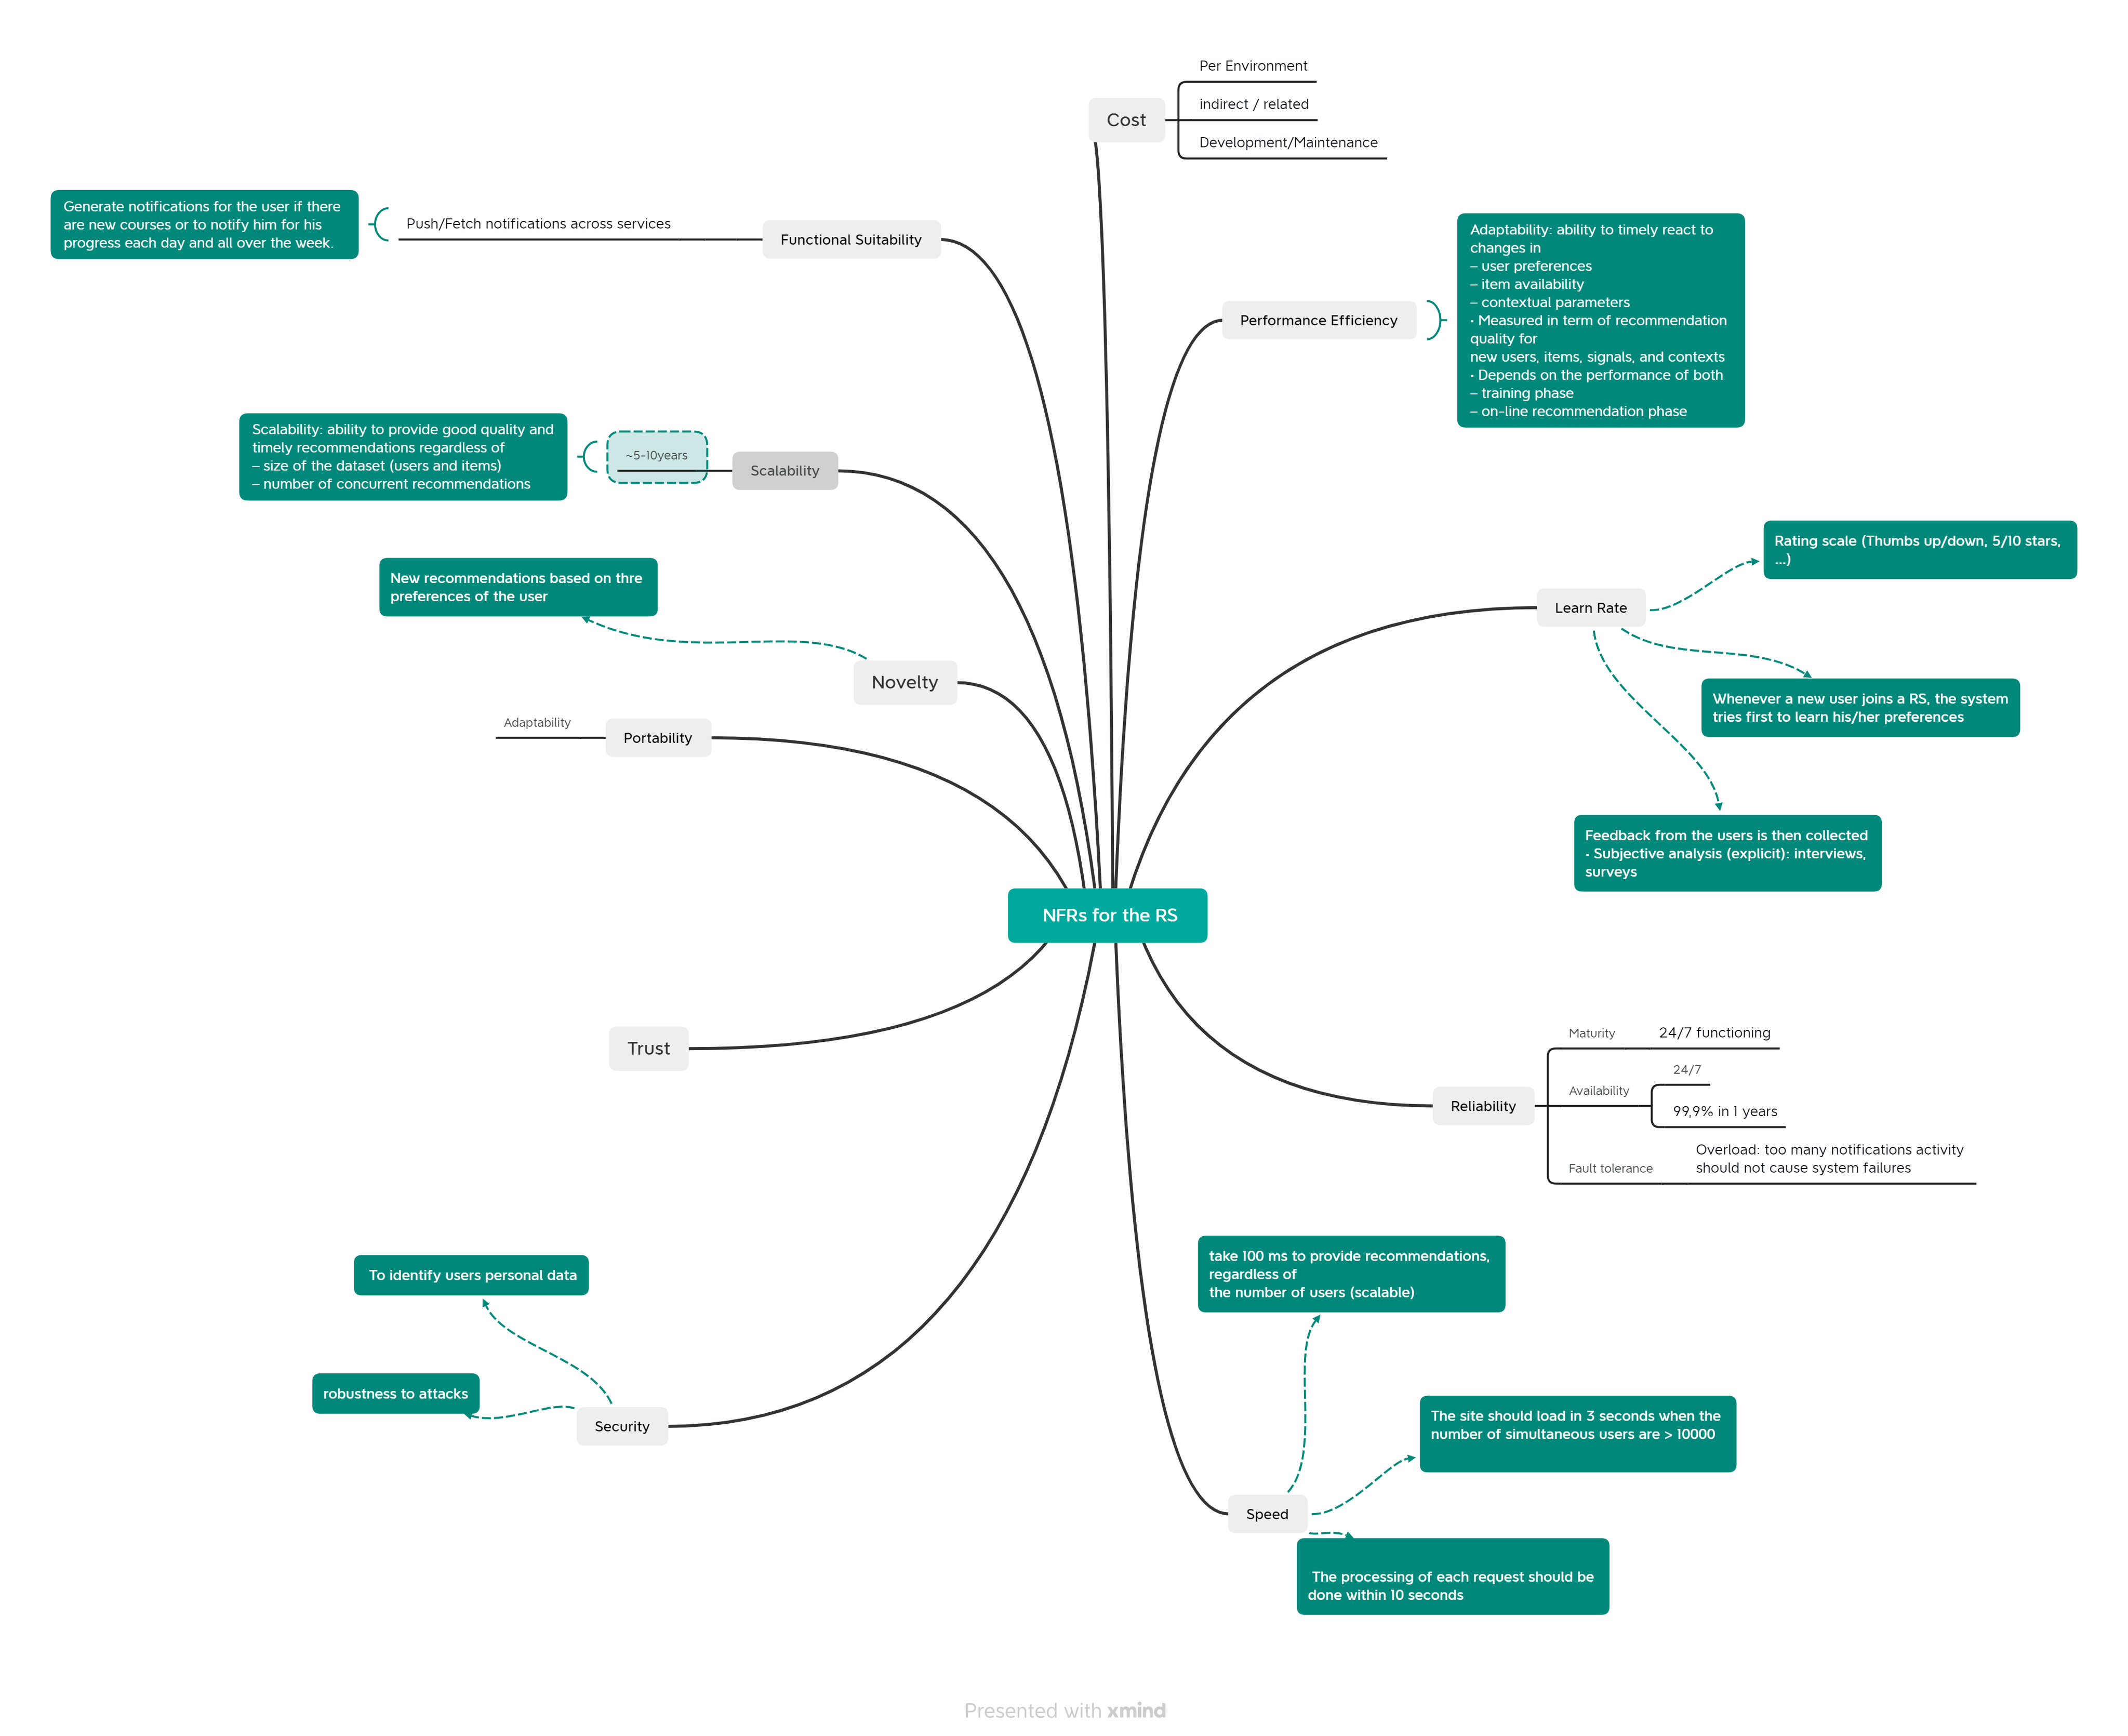 Per Environment
Cost
indirect / related
Development/Maintenance
Generate notifications for the user if there
are new courses or to notify him for his
progress each day and all over the week.
Push/Fetch notifications across services
Functional Suitability
Adaptability: ability to timely react to
changes in
– user preferences
– item availability
– contextual parameters
• Measured in term of recommendation
quality for
new users, items, signals, and contexts
• Depends on the performance of both
– training phase
– on-line recommendation phase
Performance Efficiency
Scalability: ability to provide good quality and
timely recommendations regardless of
– size of the dataset (users and items)
– number of concurrent recommendations
~5-10years
Scalability
Rating scale (Thumbs up/down, 5/10 stars,
...)
Learn Rate
New recommendations based on thre
preferences of the user
Novelty
Whenever a new user joins a RS, the system
tries first to learn his/her preferences
Adaptability
Portability
Feedback from the users is then collected
• Subjective analysis (explicit): interviews,
surveys
NFRs for the RS
Trust
Maturity
24/7 functioning
24/7
Availability
99,9% in 1 years
Reliability
Overload: too many notifications activity
should not cause system failures
Fault tolerance
To identify users personal data
take 100 ms to provide recommendations,
regardless of
the number of users (scalable)
robustness to attacks
Security
The site should load in 3 seconds when the
number of simultaneous users are > 10000
Speed
The processing of each request should be
done within 10 seconds
Presented with xmind